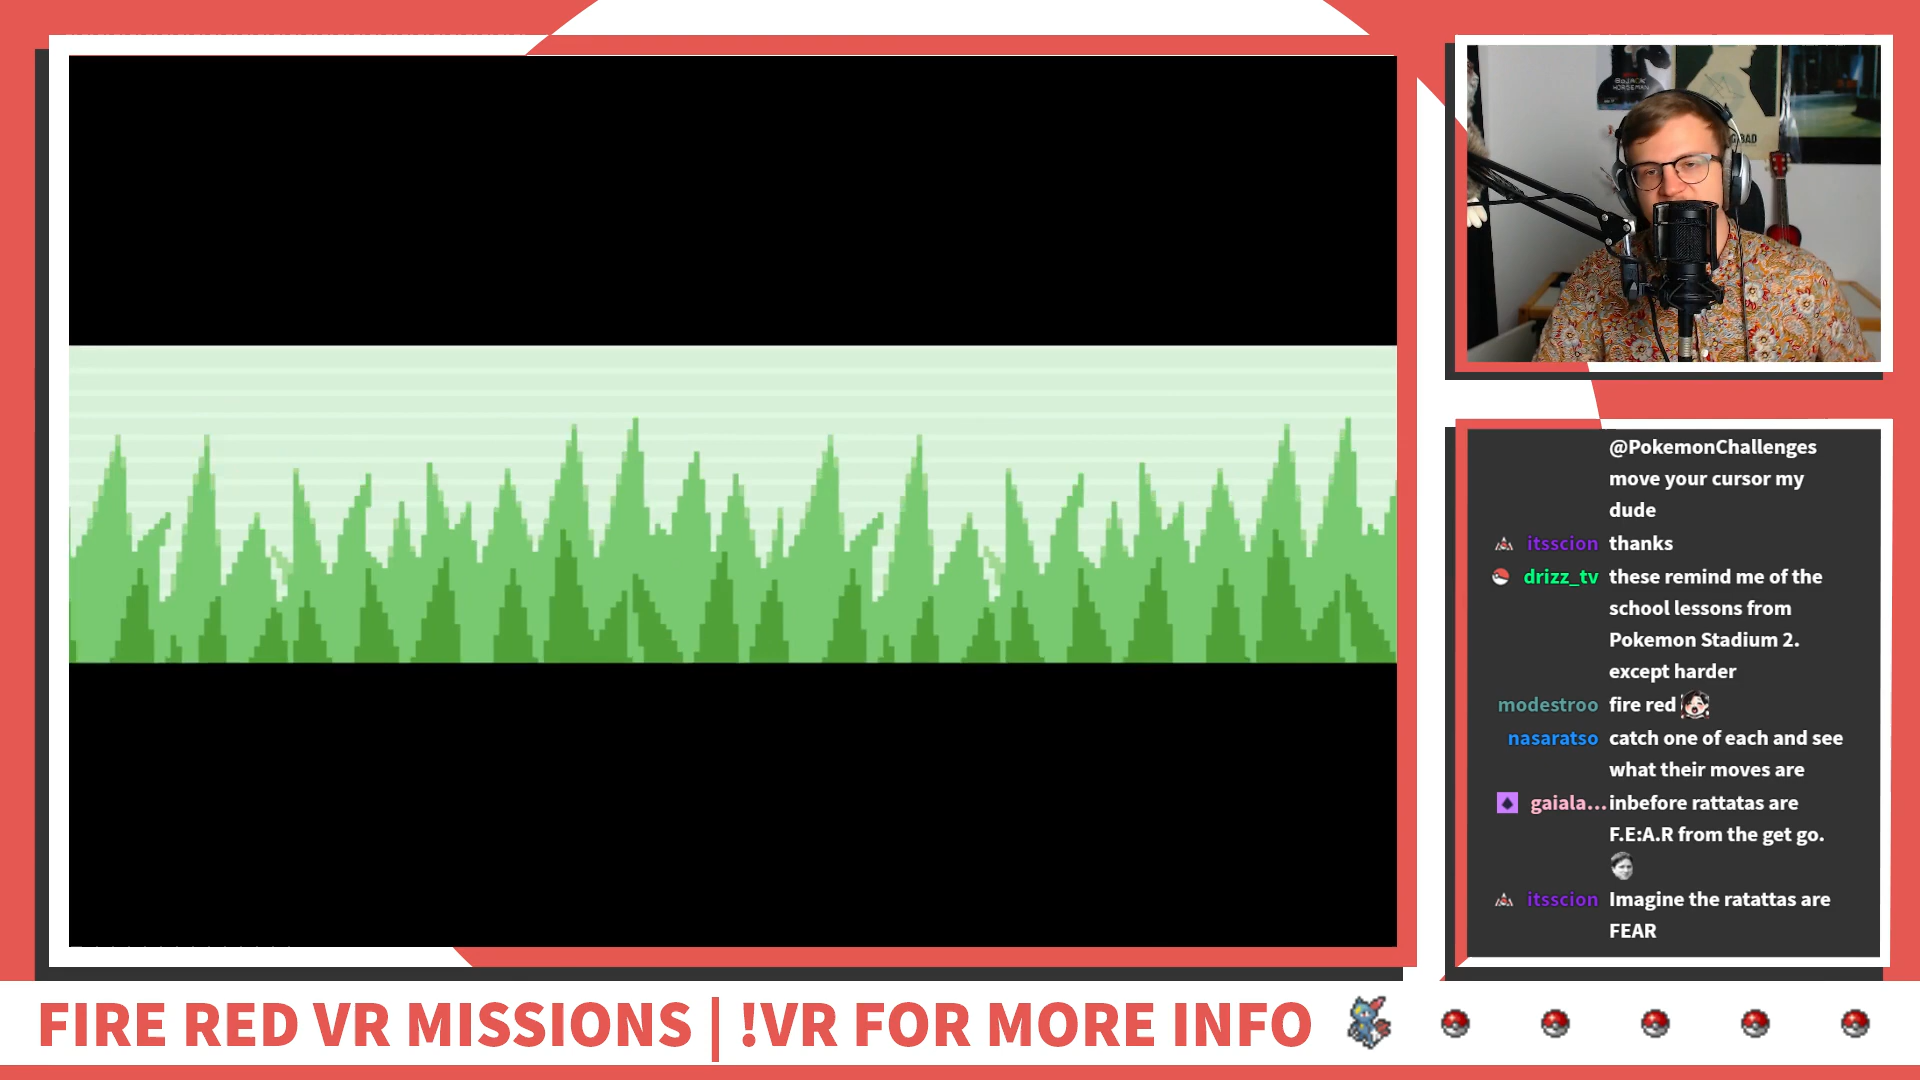 BOJACK
HORSEMAN
BAD
@PokemonChallenges
move your cursor my
dude
itsscion thanks
drizz_tv these remind me of the
school lessons from
Pokemon Stadium 2.
except harder
modestroo fire red
nasaratso catch one of each and see
what their moves are
gaiala... inbefore rattatas are
F.E:A.R from the get go.
itsscion Imagine the ratattas are
FEAR
FIRE RED VR MISSIONS | !VR FOR MORE INFO